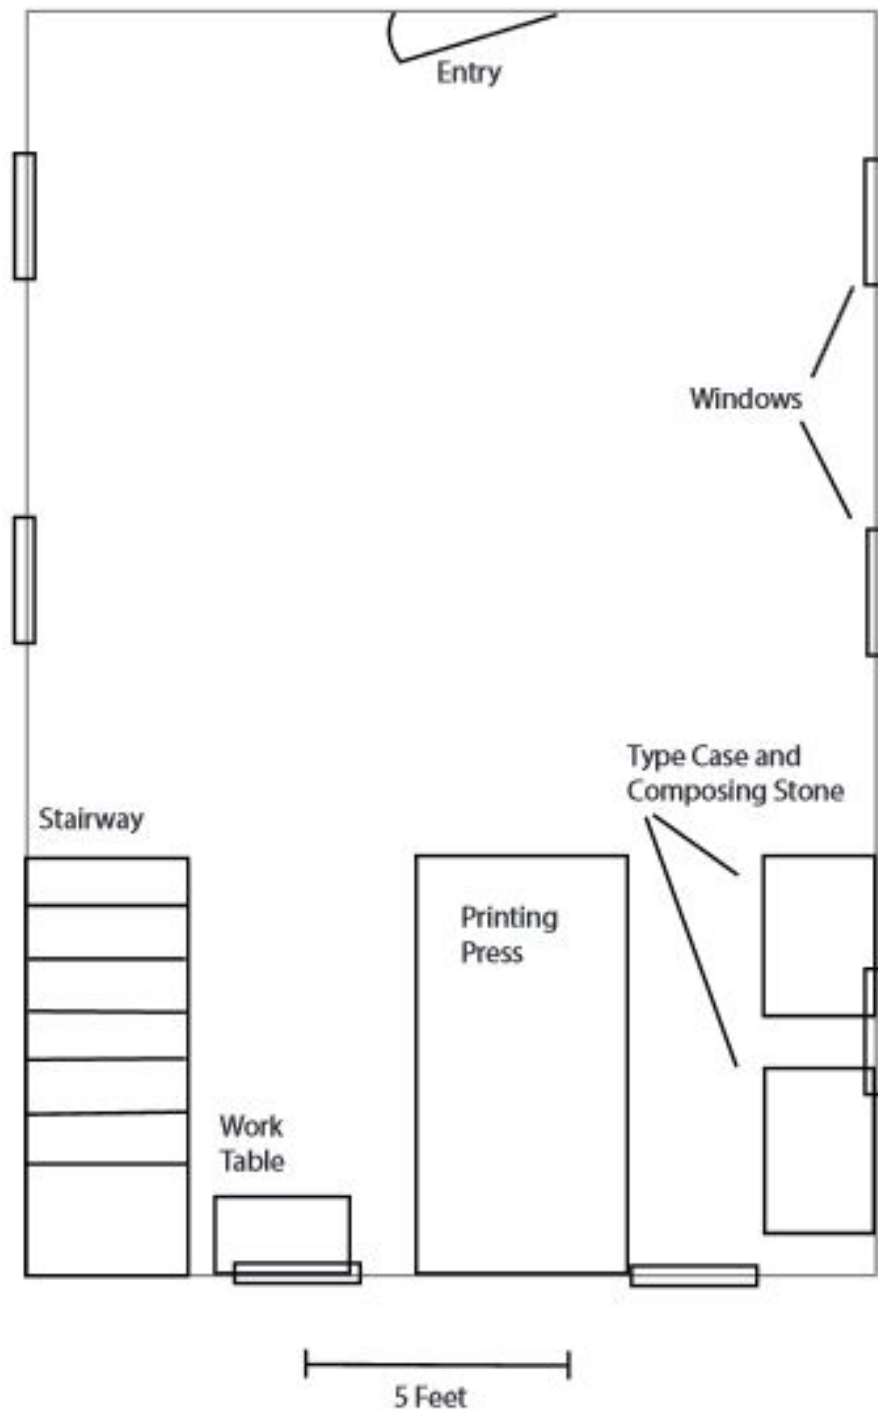 Entry
Windows
Type Case and
Composing Stone
Stairway
Printing
Press
Work
Table
5 Feet